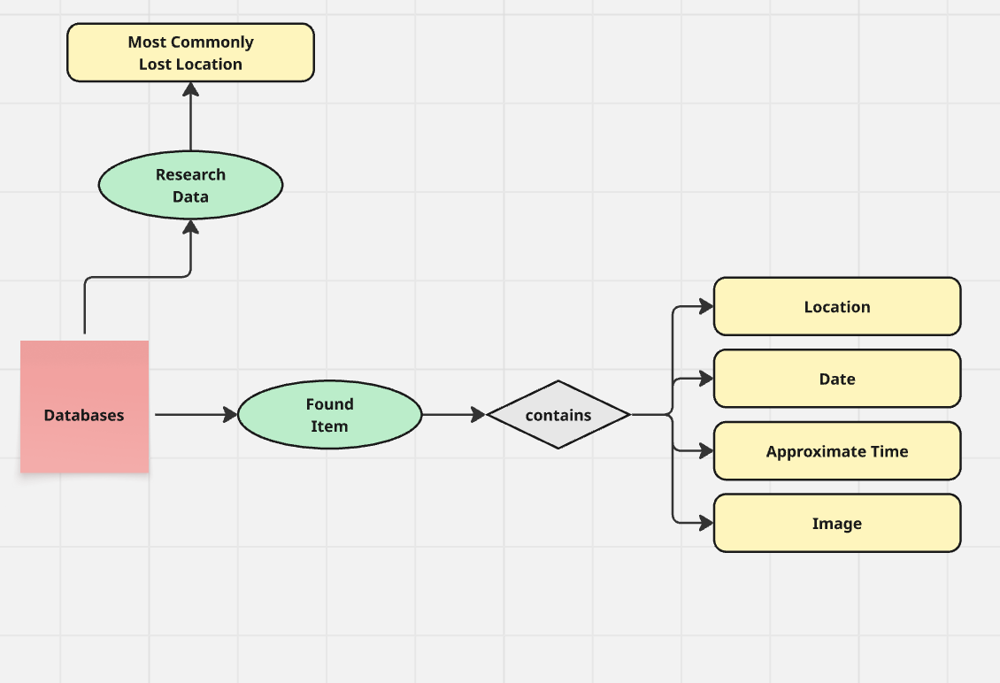 Most Commonly
Lost Location
Research
Data
Databases
Found
Item
contains
Location
Date
Approximate Time
Image